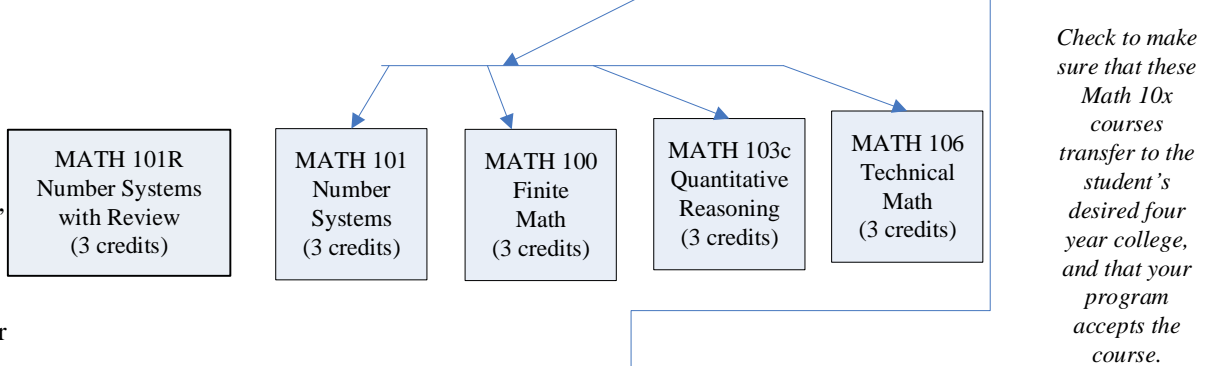 ,
r
MATH 101R
Number Systems
with Review
(3 credits)
MATH 101
Number
Systems
(3 credits)
MATH 100
Finite
Math
(3 credits)
MATH 103c
Quantitative
Reasoning
(3 credits)
MATH 106
Technical
Math
(3 credits)
Check to make
sure that these
Math 10x
courses
transfer to the
student’s
desired four
year college,
and that your
program
accepts the
course.